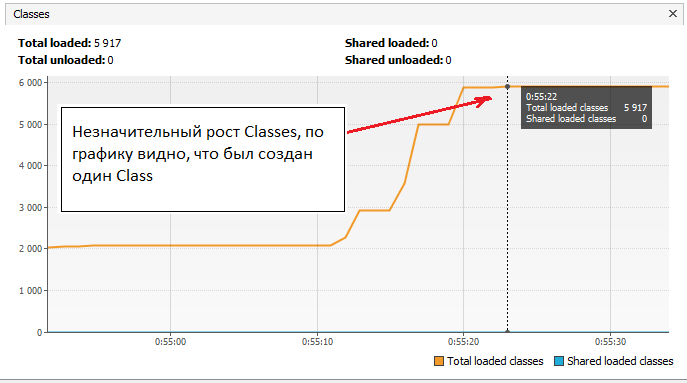 Classes
Total loaded: 5 917
Shared loaded: 0
Total unloaded: 0
Shared unloaded: 0
6 000
5 000
4 000
3 000
2 000
1 000
0
Незначительный рост Classes, по
графику видно, что был создан
один Class
0:55:22
Total loaded classes 5 917
Shared loaded classes 0
0:55:00
0:55:10
0:55:20
0:55:30
Total loaded classes
Shared loaded classes